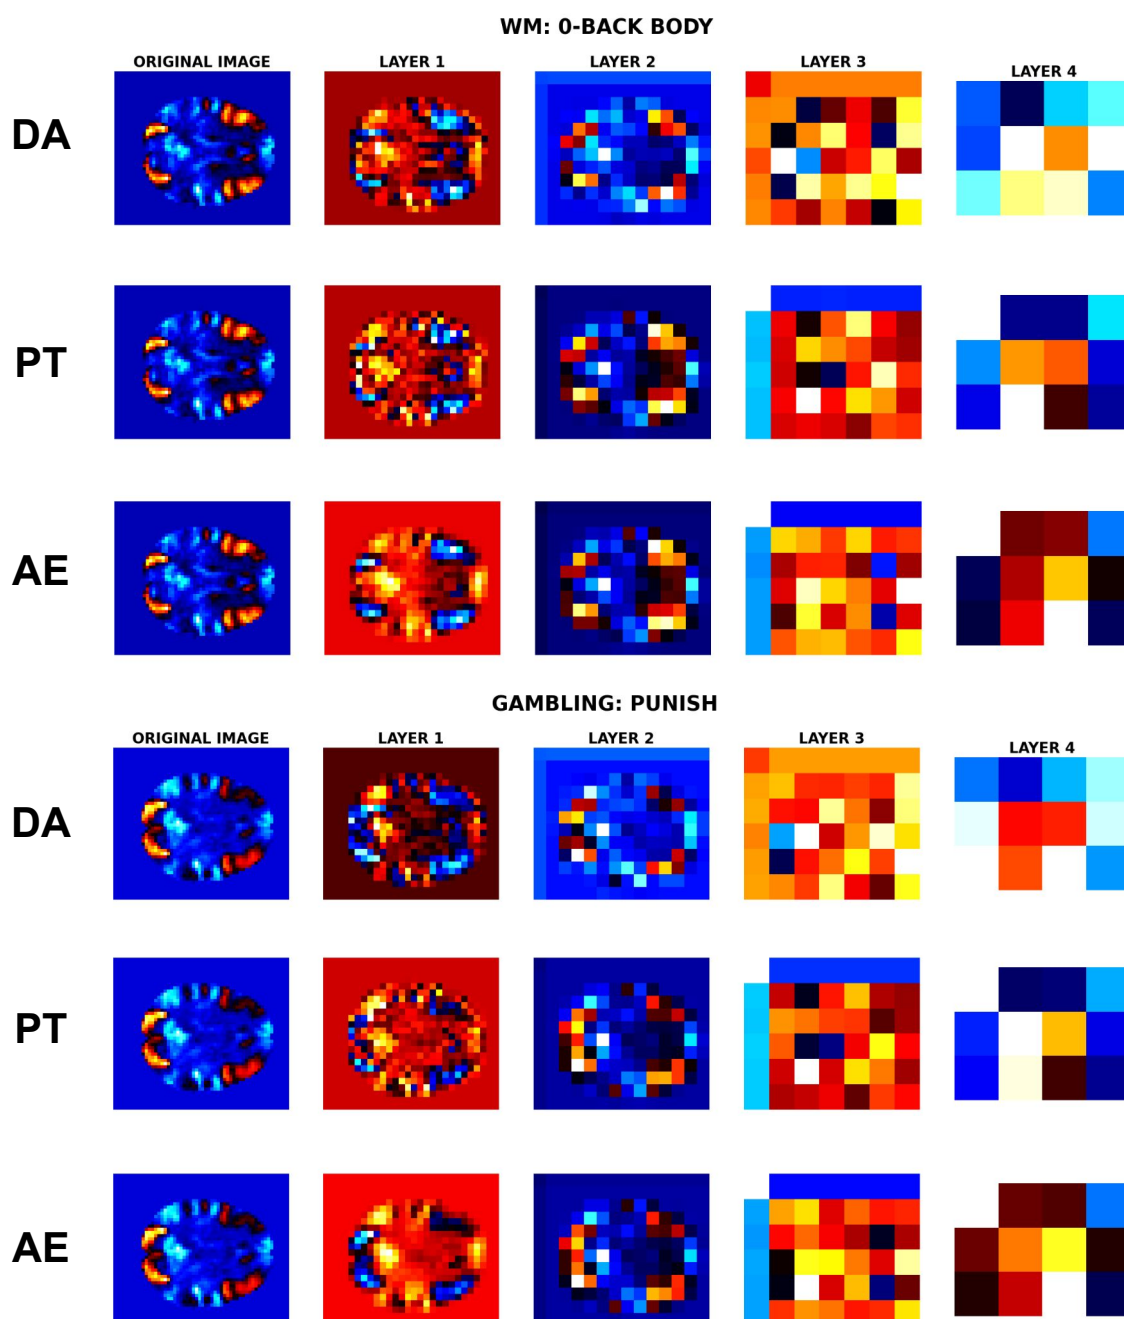 WM: 0-BACK BODY
ORIGINAL IMAGE LAYER 1 LAYER 2 LAYER 3 LAYER 4
DA
PT
AE
GAMBLING: PUNISH
ORIGINAL IMAGE LAYER 1 LAYER 2 LAYER 3 LAYER 4
DA
PT
AE